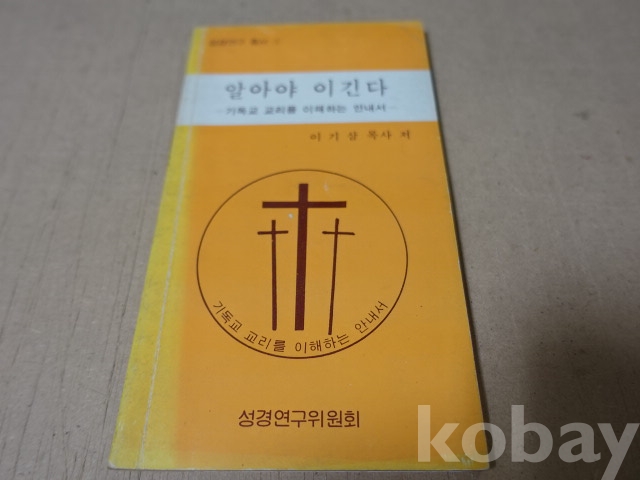 알아야 이긴다
-기독교 교리를 이해하는 안내서-
이 기 삼 목사 저
기독교 교리를 이해하는 안내서
성경연구위원회
kobay